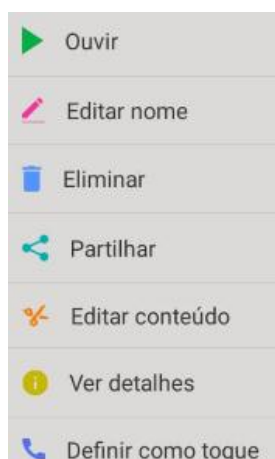 Ouvir
Editar nome
Eliminar
Partilhar
Editar conteúdo
Ver detalhes
Definir como toque